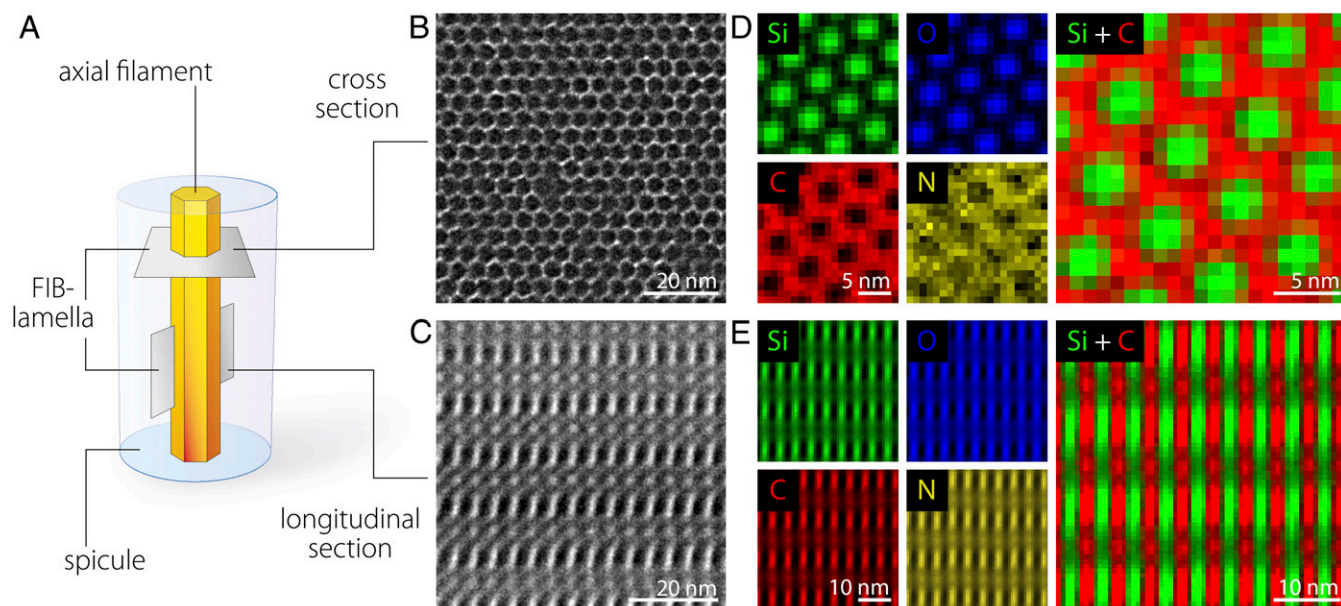 A
axial filament
cross
section
FIB-
lamella
longitudinal
section
spicule
B
20 nm
C
20 nm
D
Si
O
Si + C
C
5 nm
N
5 nm
E
Si
O
Si + C
C
10 nm
N
10 nm